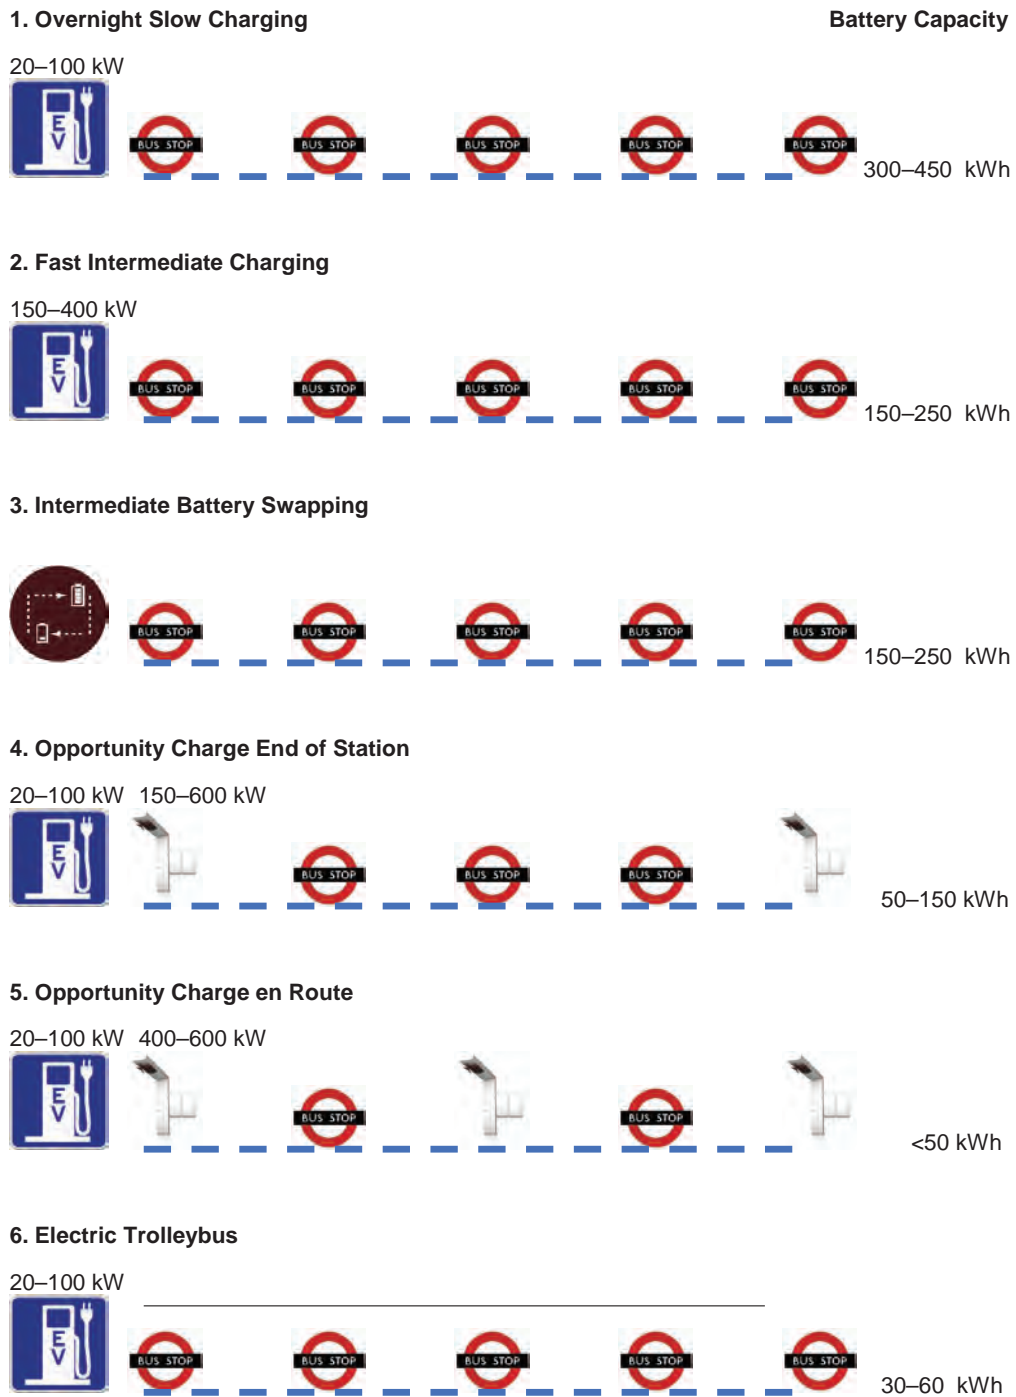 1. Overnight Slow Charging Battery Capacity
20–100 kW
EV
BUS STOP BUS STOP BUS STOP BUS STOP BUS STOP
300–450 kWh
2. Fast Intermediate Charging
150–400 kW
EV
BUS STOP BUS STOP BUS STOP BUS STOP BUS STOP
150–250 kWh
3. Intermediate Battery Swapping
BUS STOP BUS STOP BUS STOP BUS STOP BUS STOP
150–250 kWh
4. Opportunity Charge End of Station
20–100 kW 150–600 kW
EV
BUS STOP BUS STOP BUS STOP
50–150 kWh
5. Opportunity Charge en Route
20–100 kW 400–600 kW
EV
BUS STOP BUS STOP
<50 kWh
6. Electric Trolleybus
20–100 kW
EV
BUS STOP BUS STOP BUS STOP BUS STOP BUS STOP
30–60 kWh